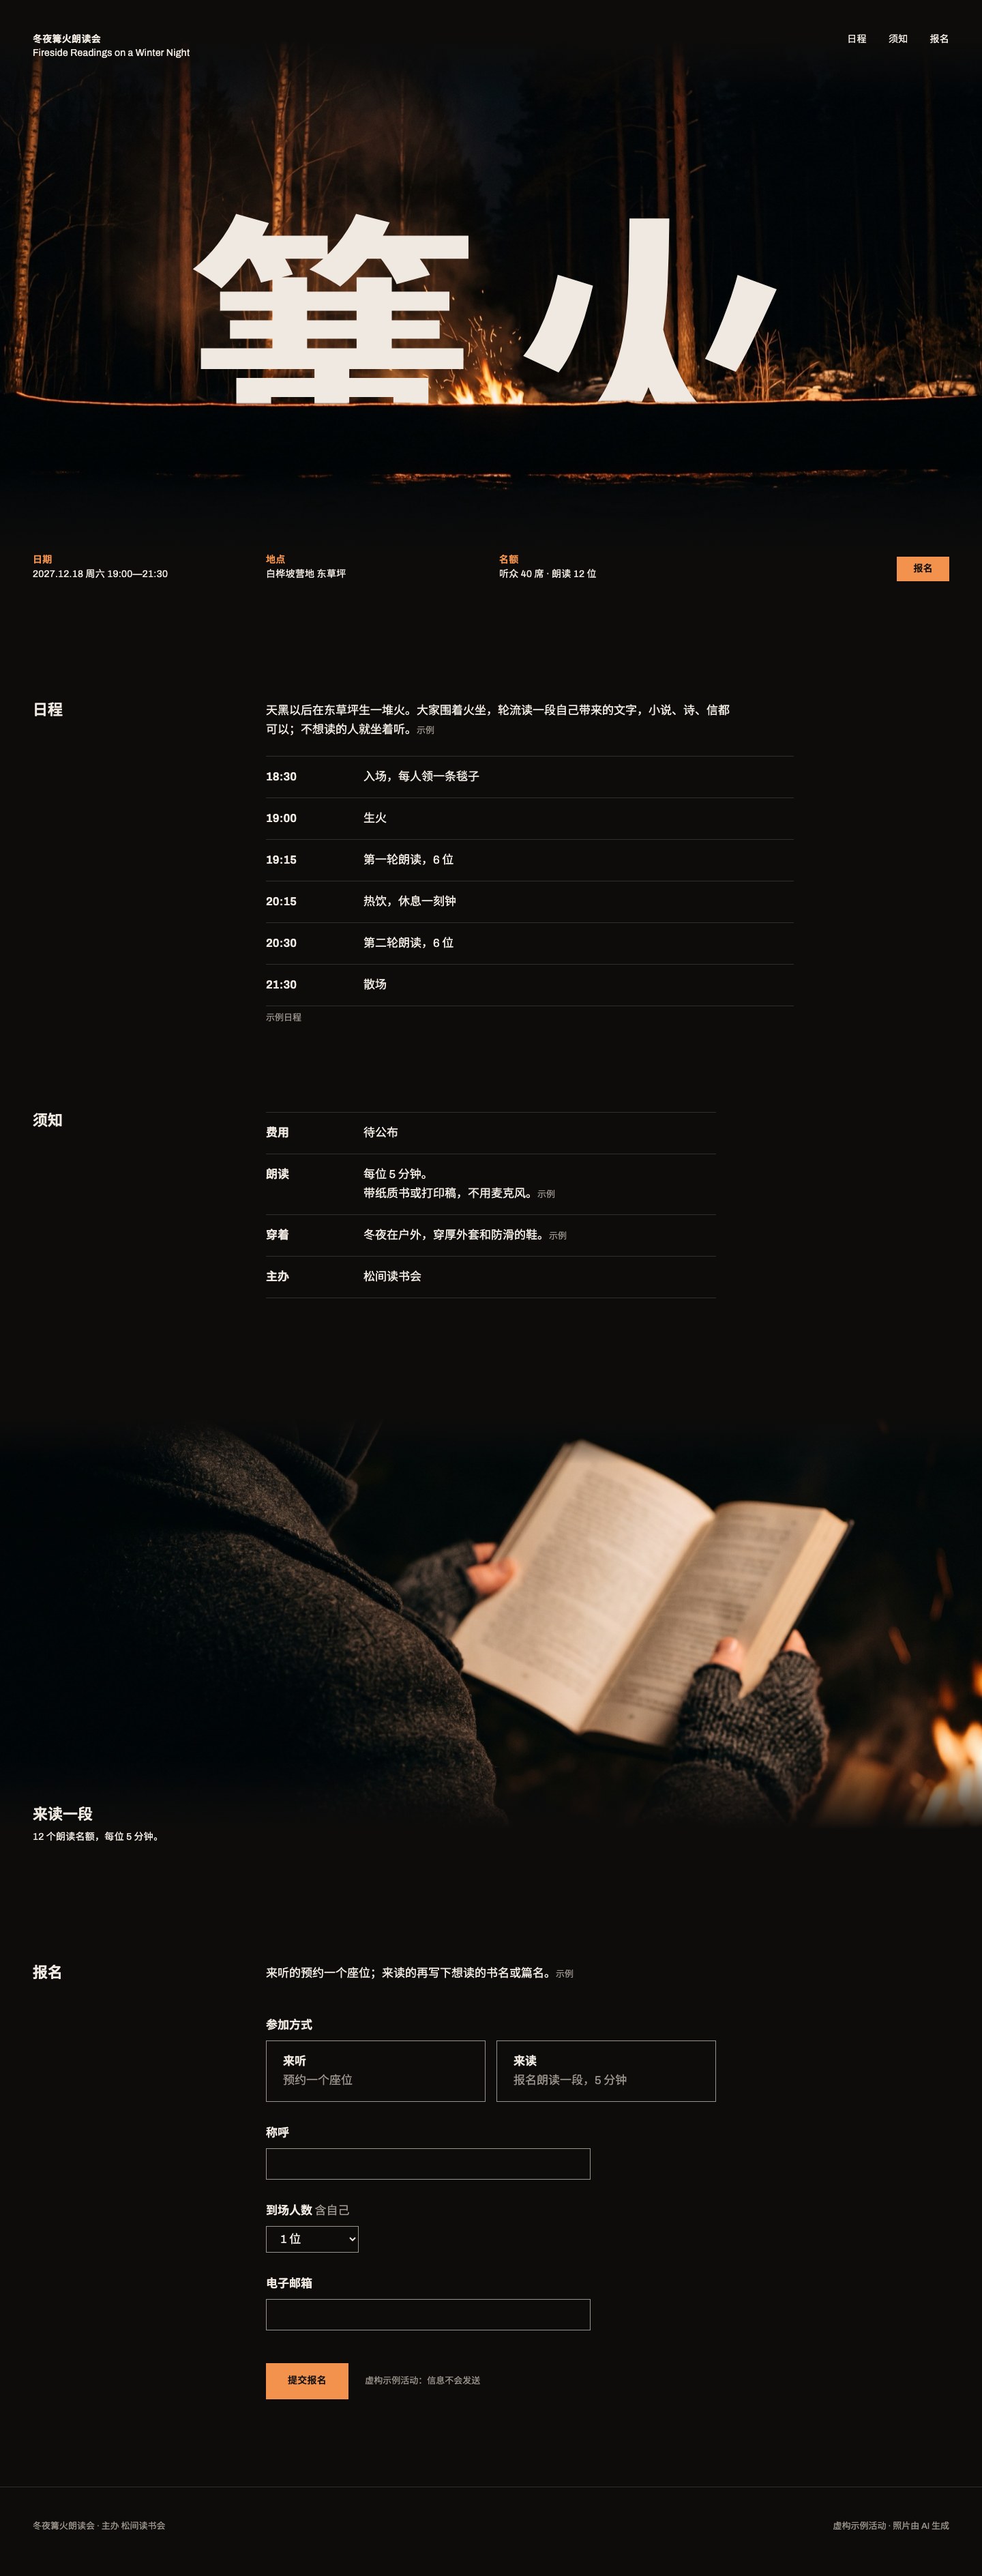 冬夜篝火朗读会
Fireside Readings on a Winter Night
日程 须知 报名
篝火
日期
2027.12.18 周六 19:00—21:30
地点
白桦坡营地 东草坪
名额
听众 40 席 · 朗读 12 位
报名
日程
天黑以后在东草坪生一堆火。大家围着火坐，轮流读一段自己带来的文字，小说、诗、信都
可以；不想读的人就坐着听。示例
18:30 入场，每人领一条毯子
19:00 生火
19:15 第一轮朗读，6 位
20:15 热饮，休息一刻钟
20:30 第二轮朗读，6 位
21:30 散场
示例日程
须知
费用 待公布
朗读 每位 5 分钟。
带纸质书或打印稿，不用麦克风。示例
穿着 冬夜在户外，穿厚外套和防滑的鞋。示例
主办 松间读书会
来读一段
12 个朗读名额，每位 5 分钟。
报名
来听的预约一个座位；来读的再写下想读的书名或篇名。示例
参加方式
来听
预约一个座位
来读
报名朗读一段，5 分钟
称呼
到场人数 含自己
1 位
电子邮箱
提交报名
虚构示例活动：信息不会发送
冬夜篝火朗读会 · 主办 松间读书会
虚构示例活动 · 照片由 AI 生成